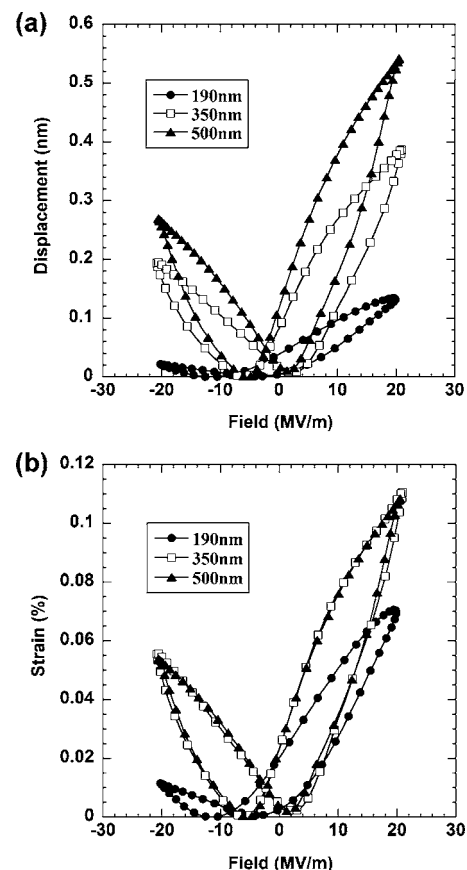 (a)
0.6
0.5
0.4
0.3
0.2
0.1
0
Displacement (nm)
190nm
350nm
500nm
-30 -20 -10 0 10 20 30
Field (MV/m)
(b)
0.12
0.1
0.08
0.06
0.04
0.02
0
Strain (%)
190nm
350nm
500nm
-30 -20 -10 0 10 20 30
Field (MV/m)